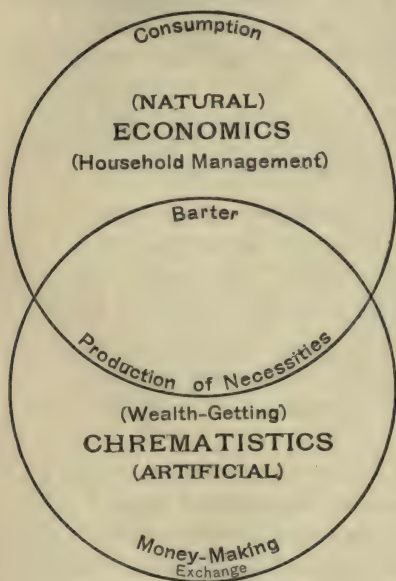 Consumption
(NATURAL)
ECONOMICS
(Household Management)
Barter
Production of Necessities
(Wealth-Getting)
CHREMATISTICS
(ARTIFICIAL)
Money-Making
Exchange